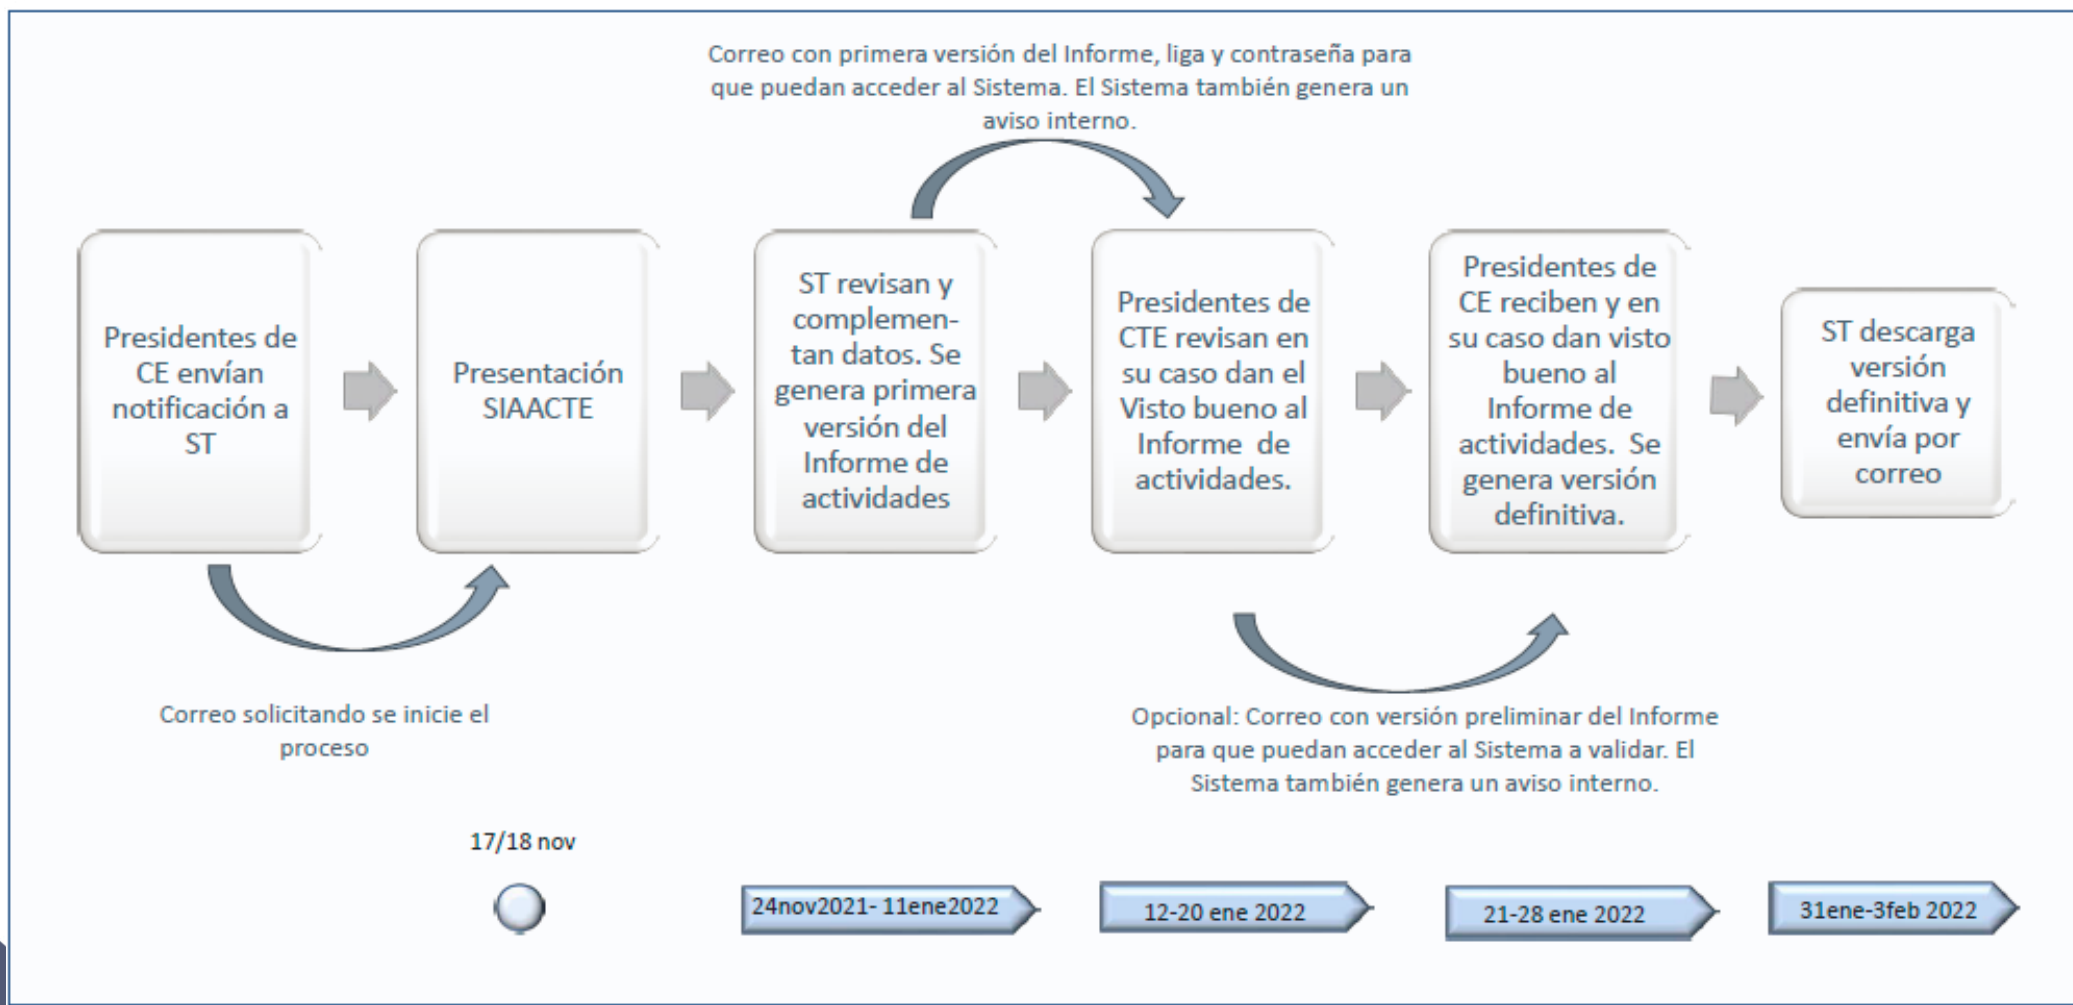 Correo con primera versión del Informe, liga y contraseña para
que puedan acceder al Sistema. El Sistema también genera un
aviso interno.
Presidentes de
CE envían
notificación a
ST
Presentación
SIAACTE
ST revisan y
complemen-
tan datos. Se
genera primera
versión del
Informe de
actividades
Presidentes de
CTE revisan en
su caso dan el
Visto bueno al
Informe de
actividades.
Presidentes de
CE reciben y en
su caso dan visto
bueno al
Informe de
actividades. Se
genera versión
definitiva.
ST descarga
versión
definitiva y
envía por
correo
Correo solicitando se inicie el
proceso
Opcional: Correo con versión preliminar del Informe
para que puedan acceder al Sistema a validar. El
Sistema también genera un aviso interno.
17/18 nov
24nov2021- 11ene2022
12-20 ene 2022
21-28 ene 2022
31ene-3feb 2022